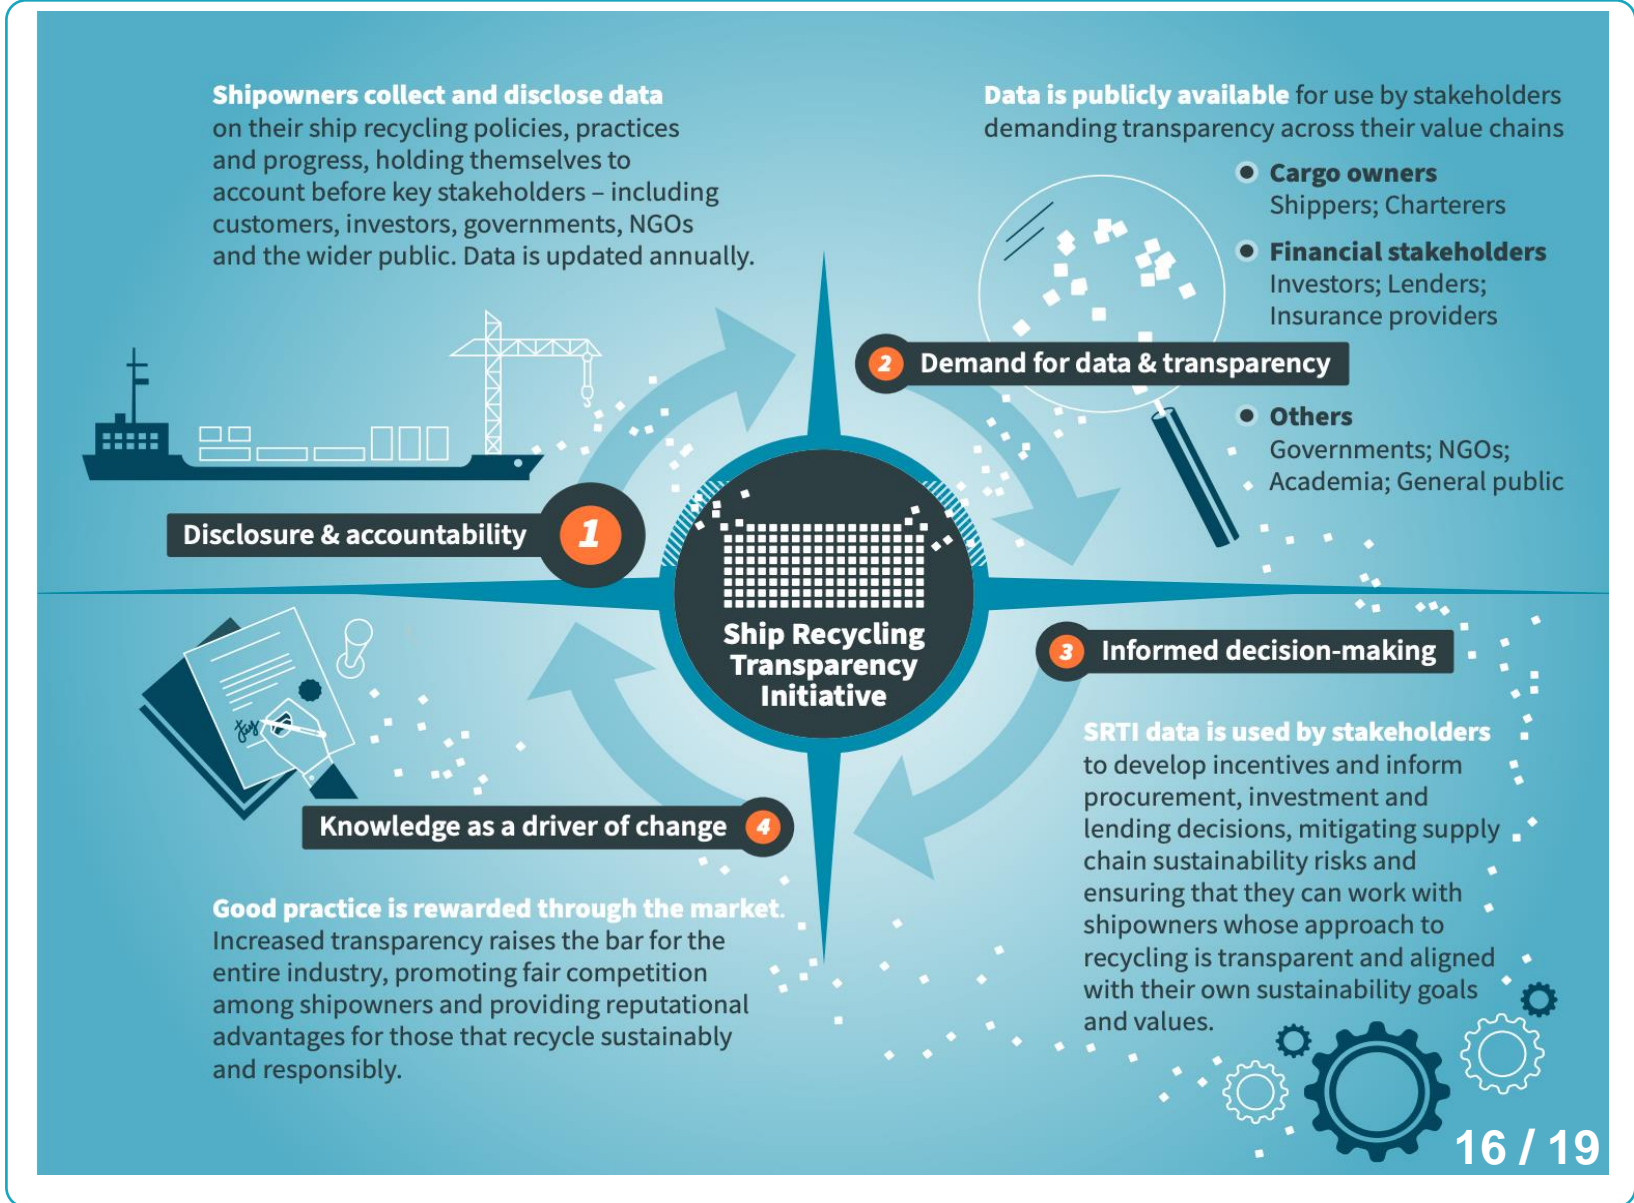 Shipowners collect and disclose data
on their ship recycling policies, practices
and progress, holding themselves to
account before key stakeholders – including
customers, investors, governments, NGOs
and the wider public. Data is updated annually.
1
Disclosure & accountability
Data is publicly available for use by stakeholders
demanding transparency across their value chains
Cargo owners
Shippers; Charterers
Financial stakeholders
Investors; Lenders;
Insurance providers
2 Demand for data & transparency
Others
Governments; NGOs;
Academia; General public
Ship Recycling
Transparency
Initiative
3 Informed decision-making
SRTI data is used by stakeholders
to develop incentives and inform
procurement, investment and
lending decisions, mitigating supply
chain sustainability risks and
ensuring that they can work with
shipowners whose approach to
recycling is transparent and aligned
with their own sustainability goals
and values.
Knowledge as a driver of change 4
Good practice is rewarded through the market.
Increased transparency raises the bar for the
entire industry, promoting fair competition
among shipowners and providing reputational
advantages for those that recycle sustainably
and responsibly.
16 / 19